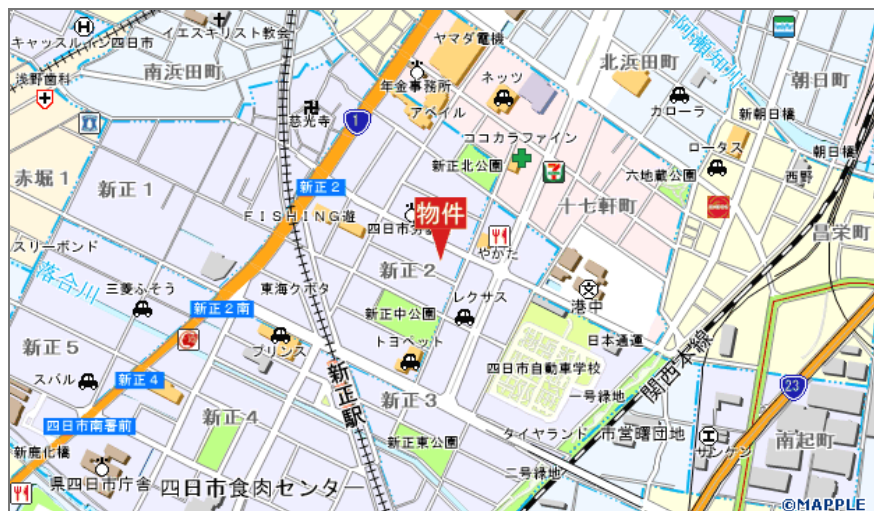 キャッスルイン四日市
イエスキリスト教会
ヤマダ電機
阿瀬知川
南浜田町
浅野歯科
年金事務所
ネッツ
北浜田町
朝日町
アベイル
カローラ
慈光寺
1
新朝日橋
ココカラファイン
ロータス
朝日橋
赤堀1
新正1
新正2
新正北公園
六地蔵公園
西野
物件
十七軒町
FISHING遊
四日市労
昌栄町
スリーボンド
やかた
落合川
新正2
三菱ふそう
東海クボタ
レクサス
港中
新正2南
新正中公園
新正5
プリンス
トヨペット
日本通運
関西本線
スバル
新正4
新正駅
四日市自動車学校
23
新正3
一号緑地
新正4
四日市南署前
新正東公園
タイヤランド
市営曙団地
南起町
新鹿化橋
サンケン
二号緑地
県四日市庁舎
四日市食肉センター
©MAPPLE